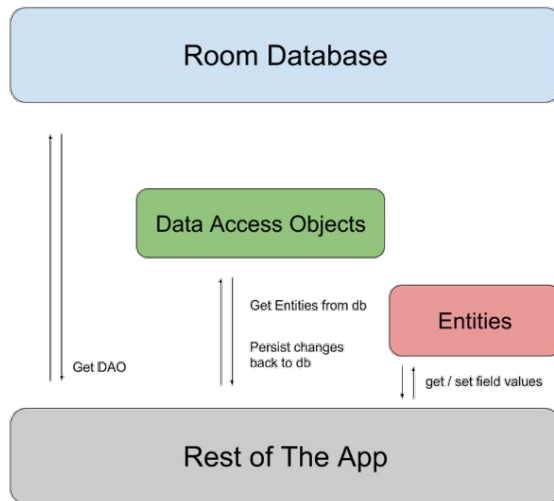 Room Database
Data Access Objects
Get Entities from db
Persist changes
back to db
Entities
Get DAO
get / set field values
Rest of The App